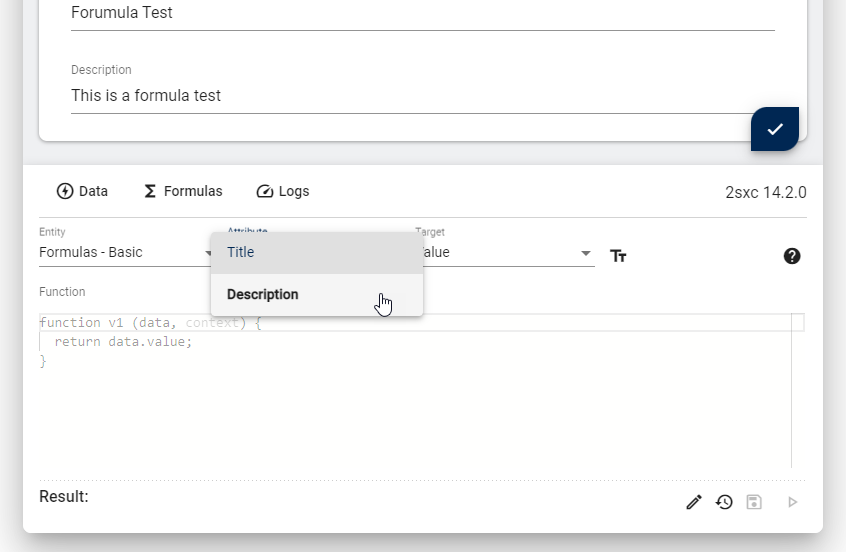 Forumula Test
Description
This is a formula test
Data Formulas Logs 2sxc 14.2.0
Entity Attribute Target
Formulas - Basic Title alue
Description
Function
function v1 (data, context) {
return data.value;
}
Result: